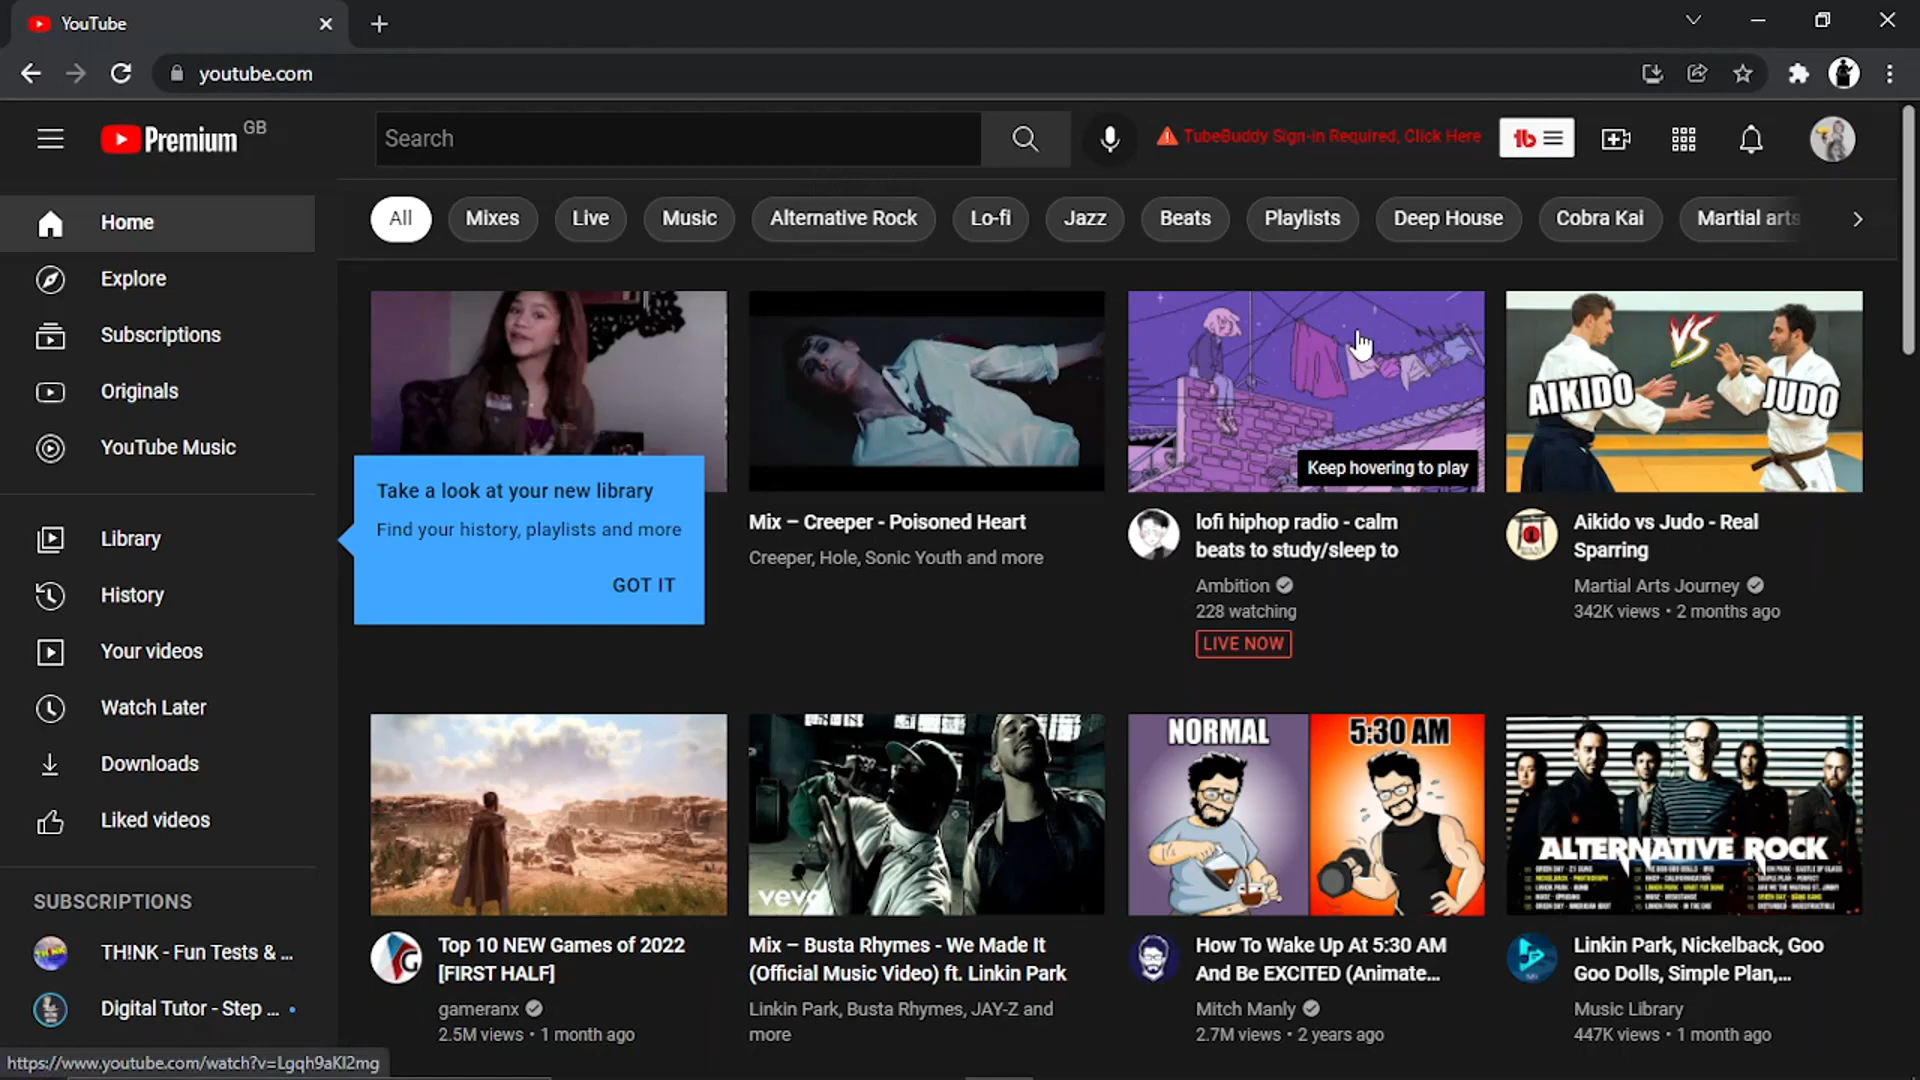 YouTube
youtube.com
Premium GB
Search
TubeBuddy Sign-in Required, Click Here
tb
All
Mixes
Live
Music
Alternative Rock
Lo-fi
Jazz
Beats
Playlists
Deep House
Cobra Kai
Martial arts
Home
Explore
Subscriptions
Originals
YouTube Music
Library
History
Your videos
Watch Later
Downloads
Liked videos
SUBSCRIPTIONS
TH!NK - Fun Tests & ...
Digital Tutor - Step ...
Take a look at your new library
Find your history, playlists and more
GOT IT
Mix – Creeper - Poisoned Heart
Creeper, Hole, Sonic Youth and more
Keep hovering to play
lofi hiphop radio - calm
beats to study/sleep to
Ambition
228 watching
LIVE NOW
AIKIDO
VS
JUDO
Aikido vs Judo - Real
Sparring
Martial Arts Journey
342K views • 2 months ago
Top 10 NEW Games of 2022
[FIRST HALF]
gameranx
2.5M views • 1 month ago
vevo
Mix – Busta Rhymes - We Made It
(Official Music Video) ft. Linkin Park
Linkin Park, Busta Rhymes, JAY-Z and
more
NORMAL
5:30 AM
How To Wake Up At 5:30 AM
And Be EXCITED (Animate...
Mitch Manly
2.7M views • 2 years ago
ALTERNATIVE ROCK
Linkin Park, Nickelback, Goo
Goo Dolls, Simple Plan,...
Music Library
447K views • 1 month ago
https://www.youtube.com/watch?v=Lgqh9aKl2mg